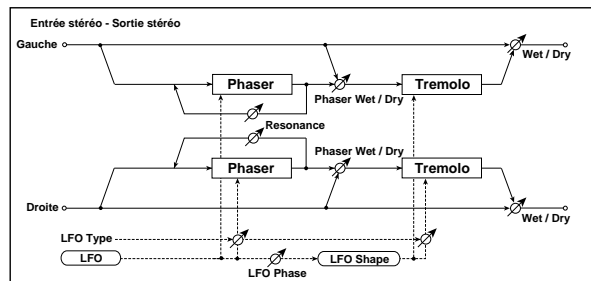 Entrée stéréo - Sortie stéréo
Gauche
Wet / Dry
Phaser
Phaser Wet / Dry
Tremolo
Resonance
Phaser
Phaser Wet / Dry
Tremolo
Droite
Wet / Dry
LFO Type
LFO
LFO Phase
LFO Shape